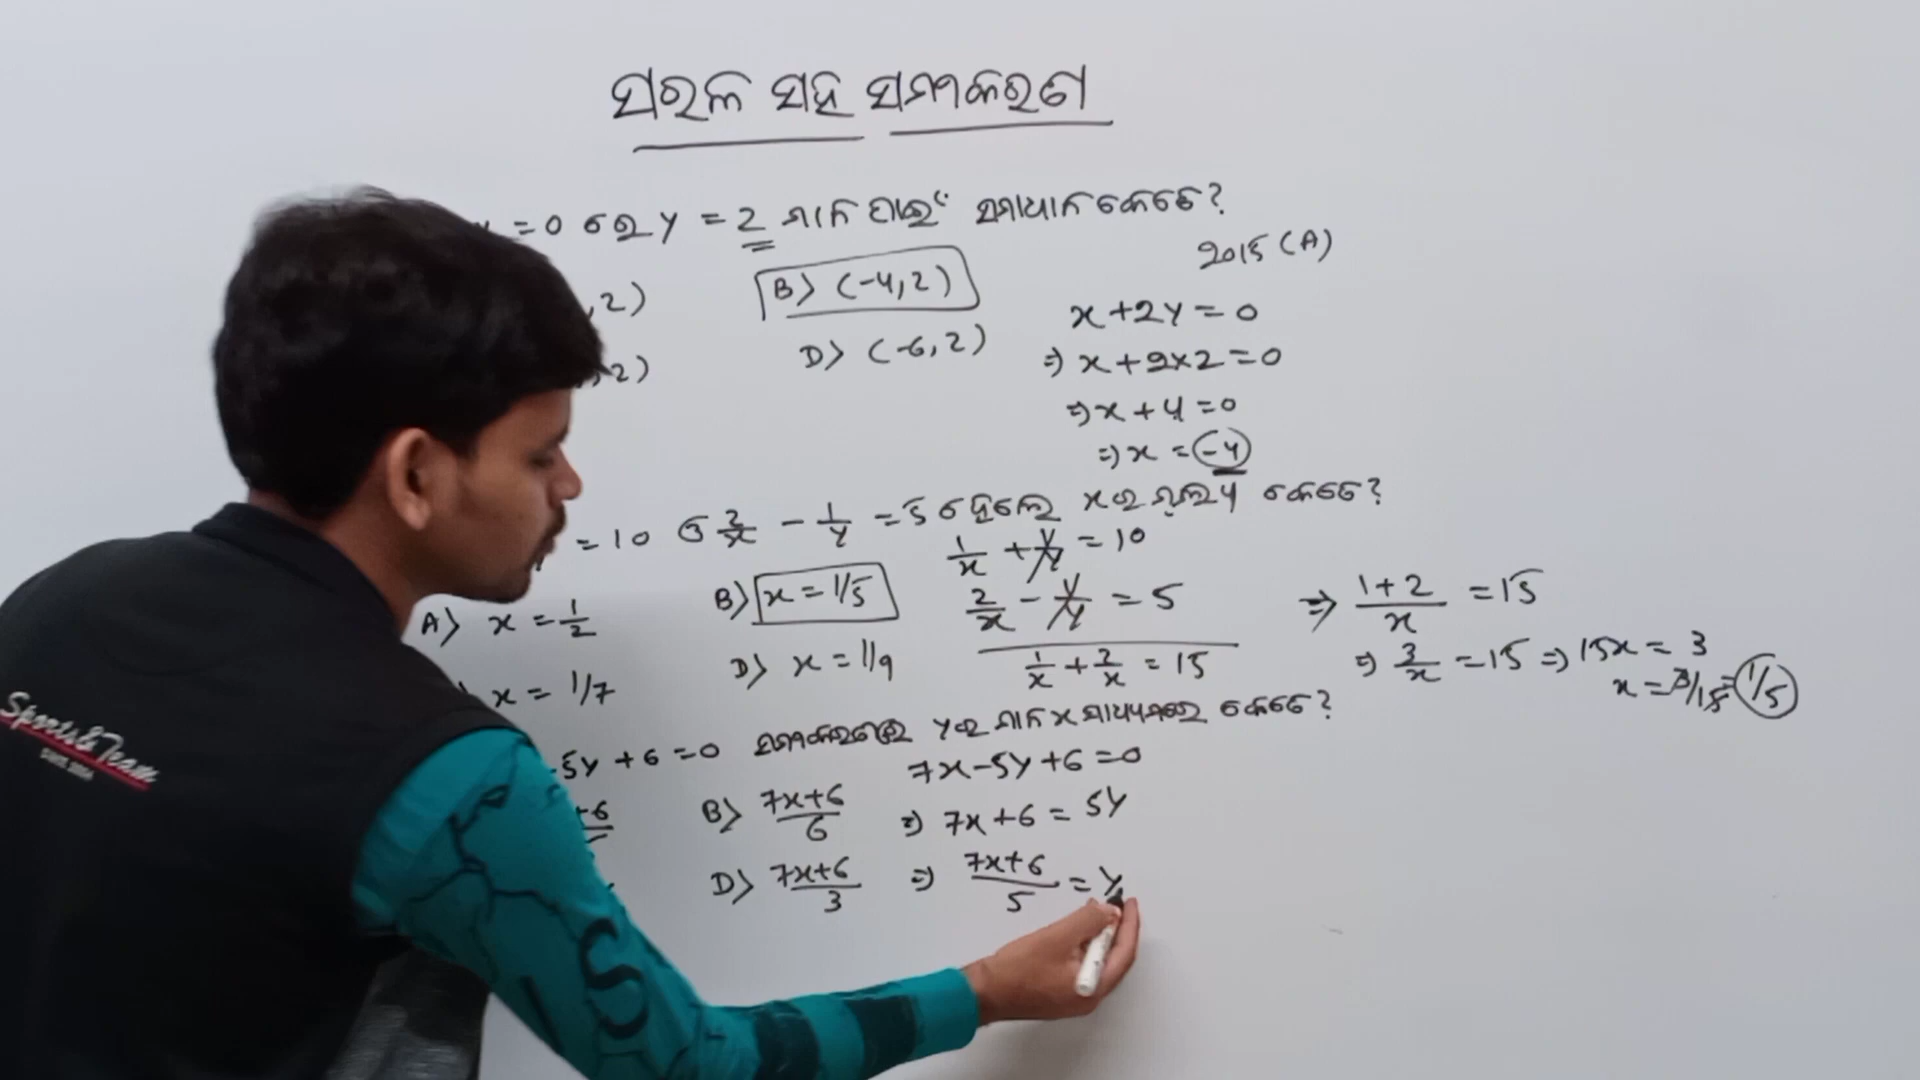 ସରଳ ସହ ସମୀକରଣ
= 0 ରେ y = 2 ମାନ ପାଇଁ ସମାଧାନ କେତେ?
2015 (A)
, 2)
B) (-4, 2)
, 2)
D) (-6, 2)
x + 2y = 0
⇒ x + 2×2 = 0
⇒ x + 4 = 0
⇒ x = -4
= 10 ଓ 2/x - 1/y = 5 ହେଲେ x ର ମୂଲ୍ୟ କେତେ?
A) x = 1/2
B) x = 1/5
x = 1/7
D) x = 1/9
1/x + 1/y = 10
2/x - 1/y = 5
1/x + 2/x = 15
⇒ (1+2)/x = 15
⇒ 3/x = 15 ⇒ 15x = 3
x = 3/15 = 1/5
5y + 6 = 0 ସମୀକରଣରେ y ର ମାନ x ମାଧ୍ୟମରେ କେତେ?
+6
B) (7x+6)/6
D) (7x+6)/3
7x - 5y + 6 = 0
⇒ 7x + 6 = 5y
⇒ (7x+6)/5 = y
Sports & Team